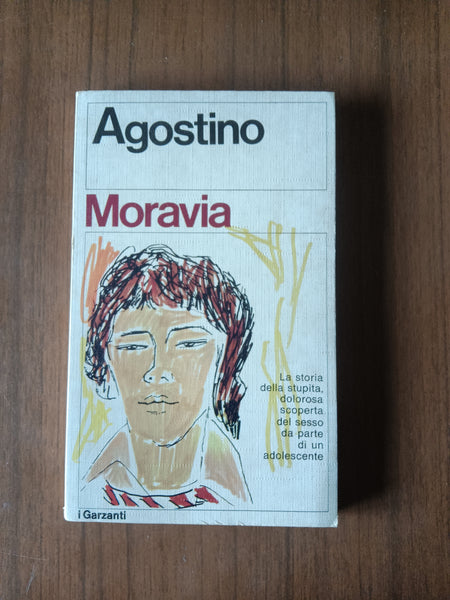 Agostino
Moravia
La storia
della stupita,
dolorosa
scoperta
del sesso
da parte
di un
adolescente
i Garzanti